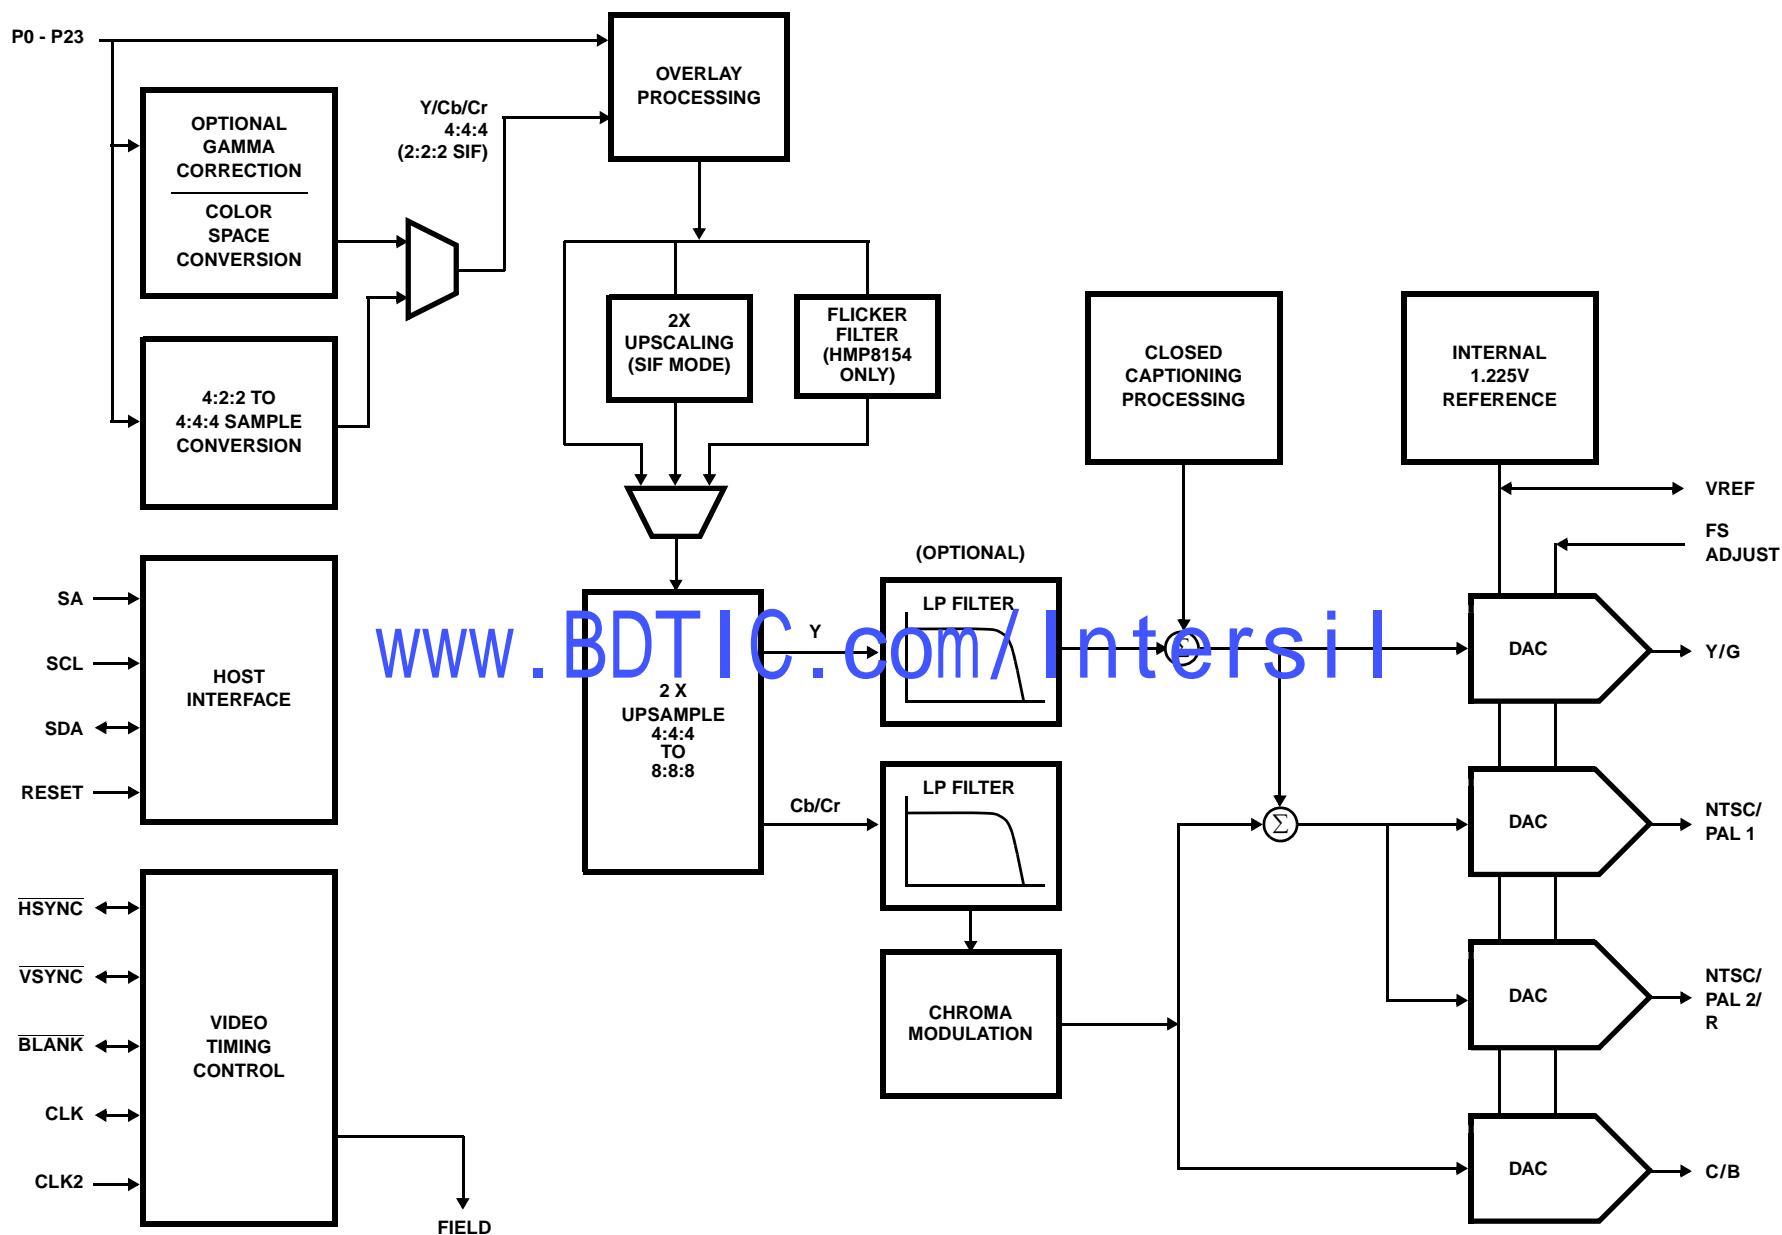 P0 - P23
OVERLAY
PROCESSING
OPTIONAL
GAMMA
CORRECTION
COLOR
SPACE
CONVERSION
Y/Cb/Cr
4:4:4
(2:2:2 SIF)
4:2:2 TO
4:4:4 SAMPLE
CONVERSION
2X
UPSCALING
(SIF MODE)
FLICKER
FILTER
(HMP8154
ONLY)
CLOSED
CAPTIONING
PROCESSING
INTERNAL
1.225V
REFERENCE
VREF
FS
ADJUST
SA
SCL
SDA
RESET
HOST
INTERFACE
2 X
UPSAMPLE
4:4:4
TO
8:8:8
Y
Cb/Cr
(OPTIONAL)
LP FILTER
LP FILTER
CHROMA
MODULATION
Σ
Σ
DAC
Y/G
DAC
NTSC/
PAL 1
DAC
NTSC/
PAL 2/
R
DAC
C/B
HSYNC
VSYNC
BLANK
CLK
CLK2
VIDEO
TIMING
CONTROL
FIELD
www.BDTIC.com/Intersil